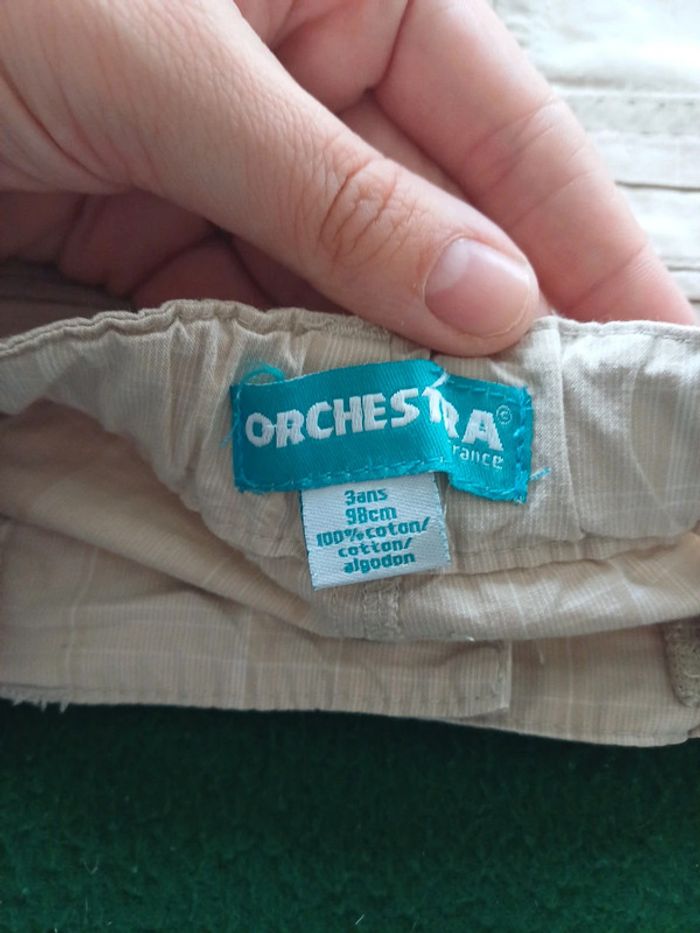 ORCHESTRA©
rance
3ans
98cm
100%coton/
cotton/
algodon